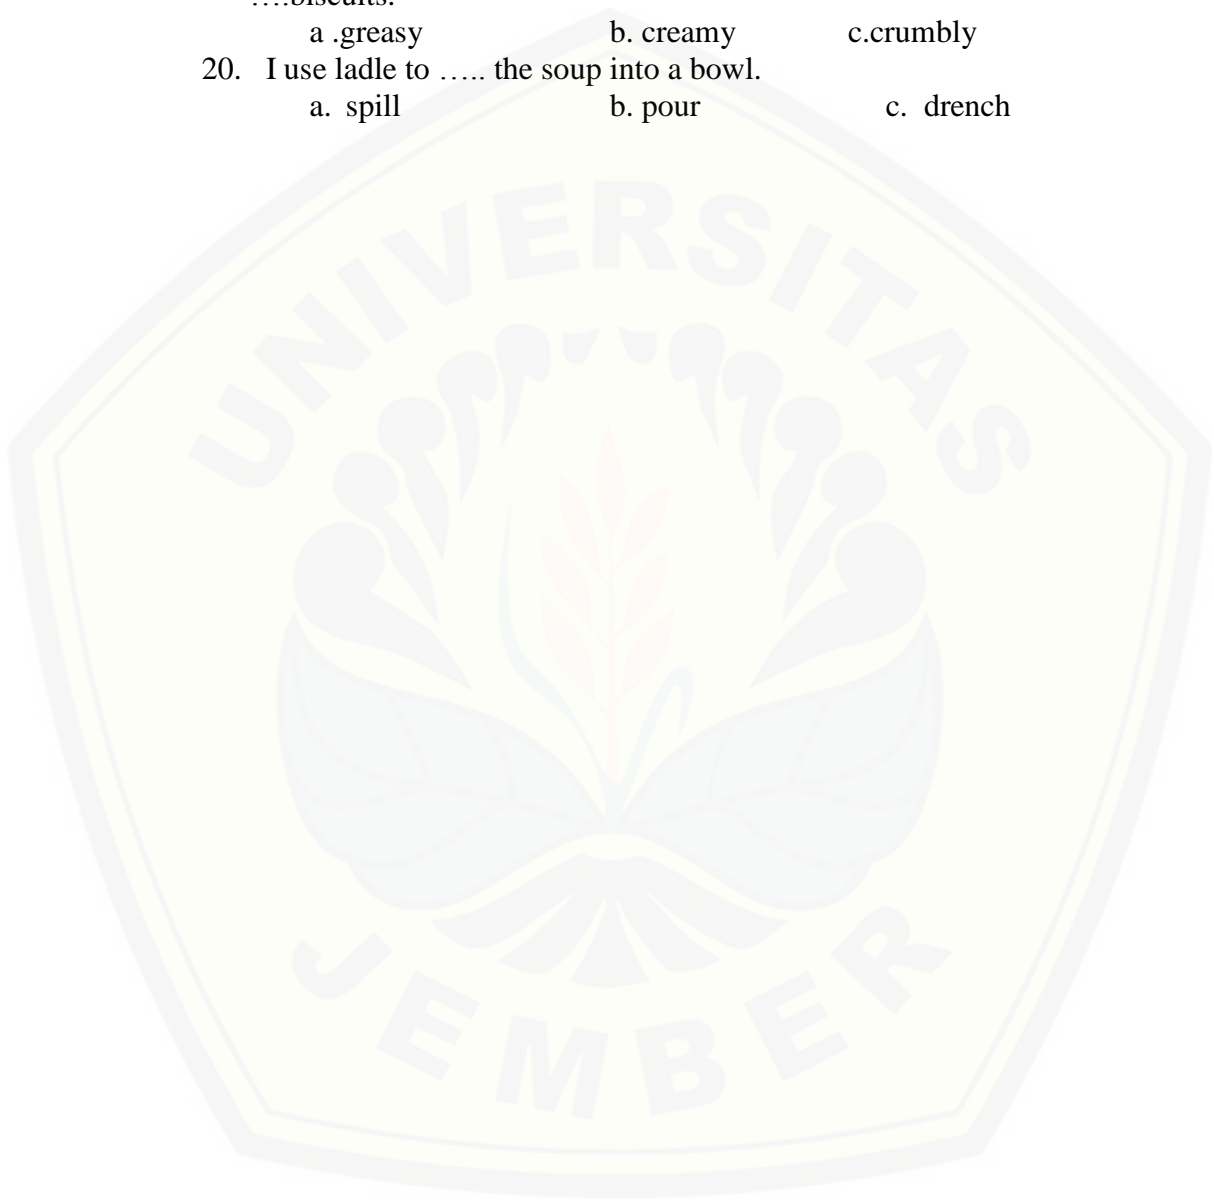 ….biscuits.
a .greasy b. creamy c.crumbly
20. I use ladle to ….. the soup into a bowl.
a. spill b. pour c. drench
UNIVERSITAS
JEMBER